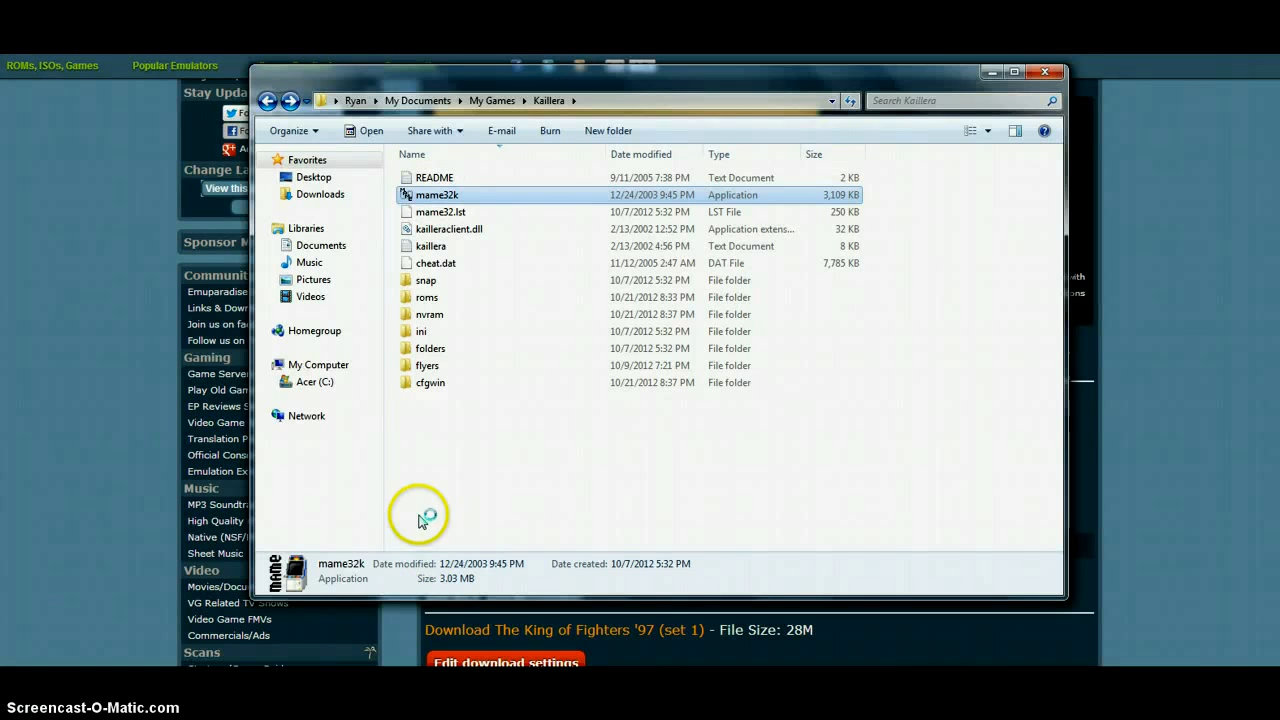 ROMs, ISOs, Games
Popular Emulators
Stay Upda
Fo
Fo
Ad
Change La
View this
Sponsor M
Communit
Emuparadise
Links & Down
Join us on fa
Follow us on
Gaming
Game Server
Play Old Gam
EP Reviews S
Video Game
Translation P
Official Cons
Emulation Ex
Music
MP3 Soundtr
High Quality
Native (NSF/
Sheet Music
Video
Movies/Docu
VG Related TV Shows
Video Game FMVs
Commercials/Ads
Scans
Ryan
My Documents
My Games
Kaillera
Search Kaillera
Organize
Open
Share with
E-mail
Burn
New folder
Favorites
Desktop
Downloads
Libraries
Documents
Music
Pictures
Videos
Homegroup
My Computer
Acer (C:)
Network
Name Date modified Type Size
README 9/11/2005 7:38 PM Text Document 2 KB
mame32k 12/24/2003 9:45 PM Application 3,109 KB
mame32.lst 10/7/2012 5:32 PM LST File 250 KB
kailleraclient.dll 2/13/2002 12:52 PM Application extens... 32 KB
kaillera 2/13/2002 4:56 PM Text Document 8 KB
cheat.dat 11/12/2005 2:47 AM DAT File 7,785 KB
snap 10/7/2012 5:32 PM File folder
roms 10/21/2012 8:33 PM File folder
nvram 10/21/2012 8:37 PM File folder
ini 10/7/2012 5:32 PM File folder
folders 10/7/2012 5:32 PM File folder
flyers 10/9/2012 7:21 PM File folder
cfgwin 10/21/2012 8:37 PM File folder
with
ons
MAME
mame32k Date modified: 12/24/2003 9:45 PM Date created: 10/7/2012 5:32 PM
Application Size: 3.03 MB
Download The King of Fighters '97 (set 1) - File Size: 28M
Edit download settings
Screencast-O-Matic.com